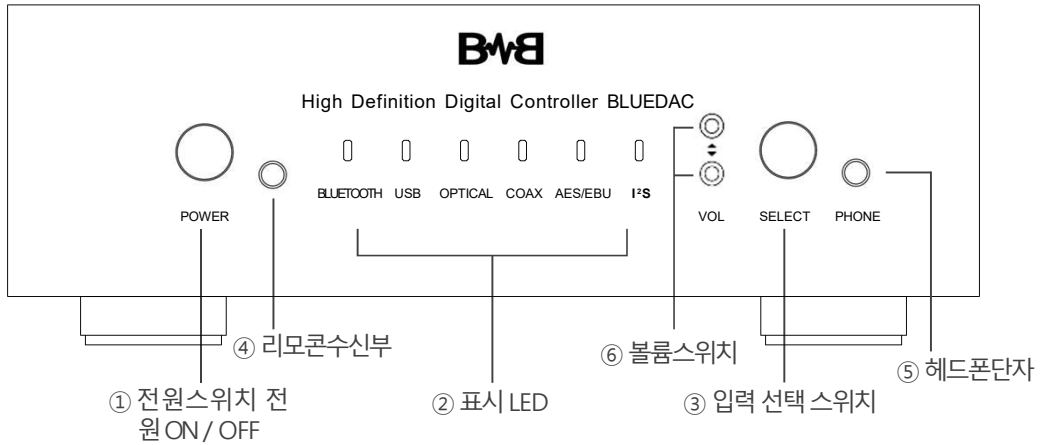 BWB
High Definition Digital Controller BLUEDAC
BLUETOOTH USB OPTICAL COAX AES/EBU I²S
POWER VOL SELECT PHONE
④ 리모콘수신부
⑥ 볼륨스위치
⑤ 헤드폰단자
① 전원스위치 전
원 ON / OFF
② 표시 LED
③ 입력 선택 스위치